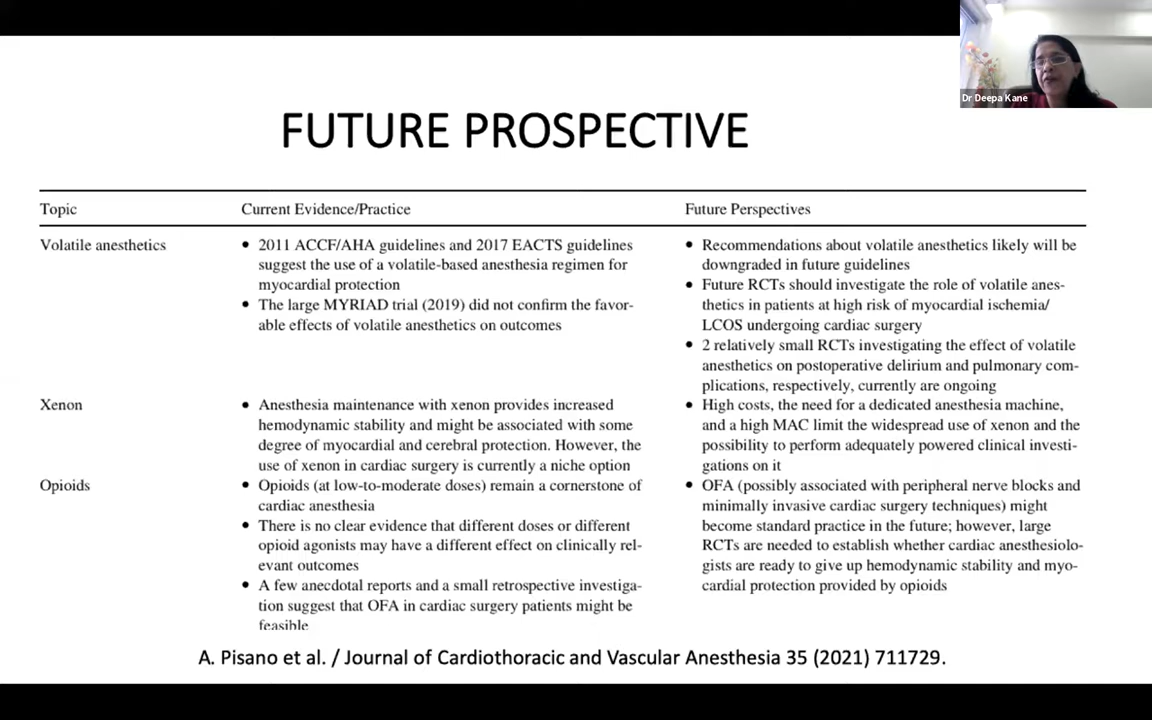 Dr Deepa Kane
FUTURE PROSPECTIVE
Topic
Current Evidence/Practice
Future Perspectives
Volatile anesthetics
● 2011 ACCF/AHA guidelines and 2017 EACTS guidelines
suggest the use of a volatile-based anesthesia regimen for
myocardial protection
● The large MYRIAD trial (2019) did not confirm the favor-
able effects of volatile anesthetics on outcomes
● Recommendations about volatile anesthetics likely will be
downgraded in future guidelines
● Future RCTs should investigate the role of volatile anes-
thetics in patients at high risk of myocardial ischemia/
LCOS undergoing cardiac surgery
● 2 relatively small RCTs investigating the effect of volatile
anesthetics on postoperative delirium and pulmonary com-
plications, respectively, currently are ongoing
Xenon
● Anesthesia maintenance with xenon provides increased
hemodynamic stability and might be associated with some
degree of myocardial and cerebral protection. However, the
use of xenon in cardiac surgery is currently a niche option
● High costs, the need for a dedicated anesthesia machine,
and a high MAC limit the widespread use of xenon and the
possibility to perform adequately powered clinical investi-
gations on it
Opioids
● Opioids (at low-to-moderate doses) remain a cornerstone of
cardiac anesthesia
● There is no clear evidence that different doses or different
opioid agonists may have a different effect on clinically rel-
evant outcomes
● A few anecdotal reports and a small retrospective investiga-
tion suggest that OFA in cardiac surgery patients might be
feasible
● OFA (possibly associated with peripheral nerve blocks and
minimally invasive cardiac surgery techniques) might
become standard practice in the future; however, large
RCTs are needed to establish whether cardiac anesthesiolo-
gists are ready to give up hemodynamic stability and myo-
cardial protection provided by opioids
A. Pisano et al. / Journal of Cardiothoracic and Vascular Anesthesia 35 (2021) 711729.